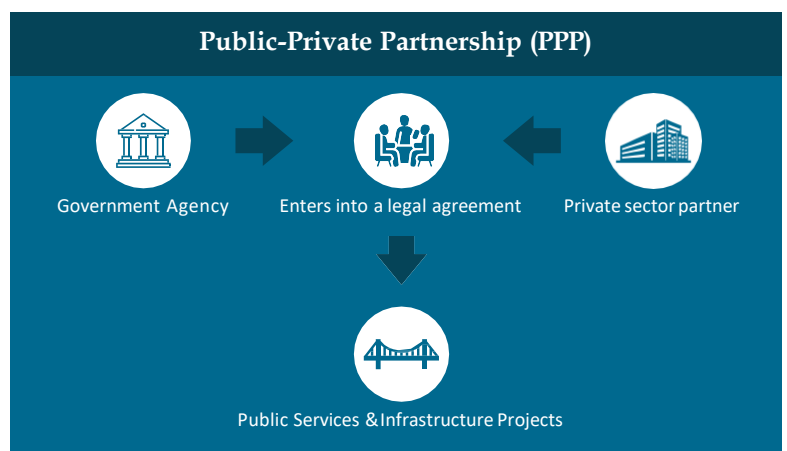 Public-Private Partnership (PPP)
Government Agency
Enters into a legal agreement
Private sector partner
Public Services & Infrastructure Projects